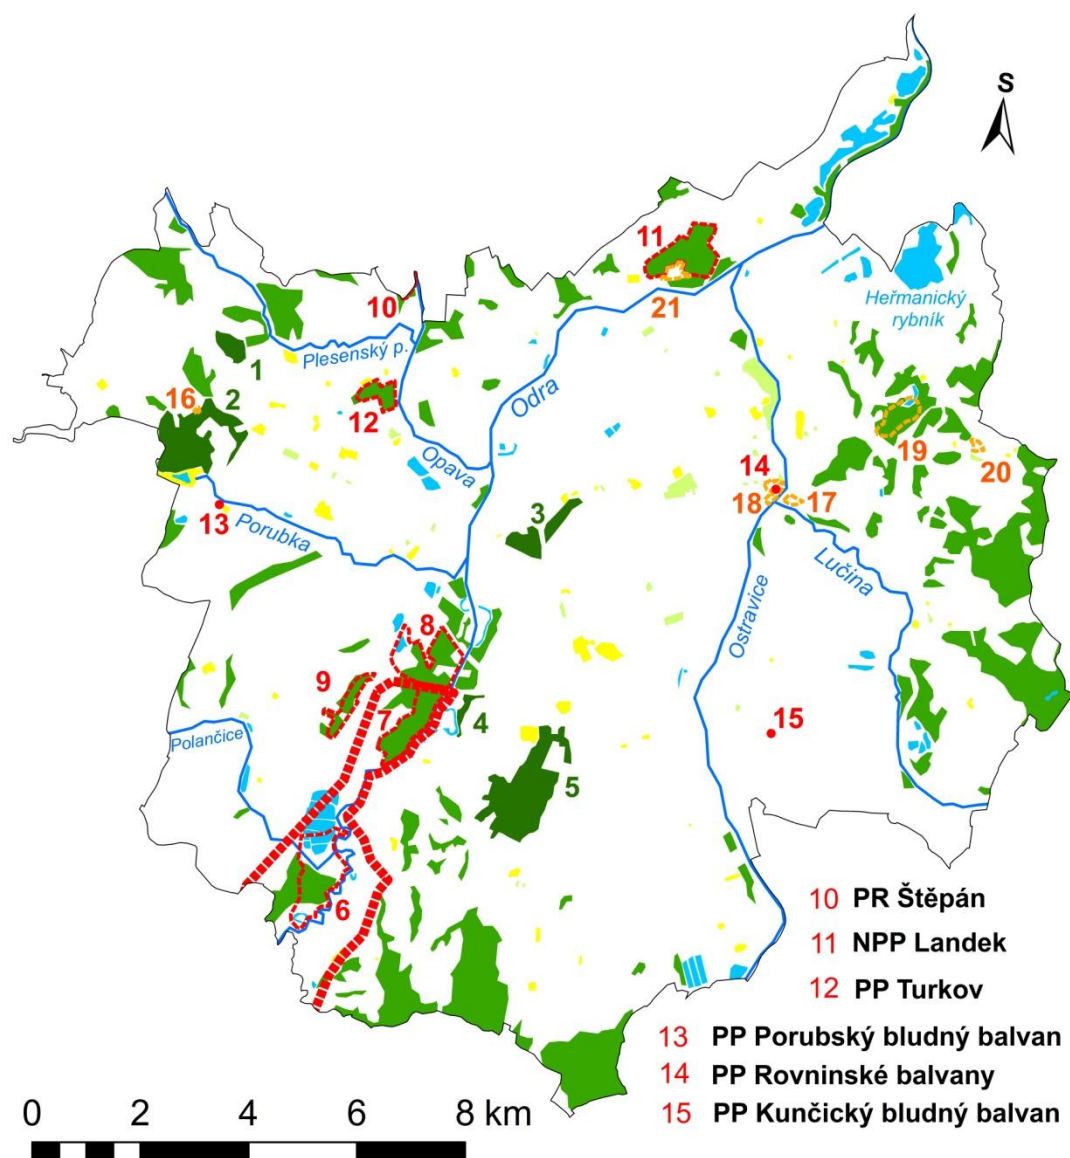 S
11
Heřmanický
rybník
10
21
Plesenský p.
1
16
2
12
Odra
19
20
Opava
14
18
17
13
3
Porubka
Lučina
Ostravice
8
9
7
4
15
Polančice
5
6
10 PR Štěpán
11 NPP Landek
12 PP Turkov
13 PP Porubský bludný balvan
14 PP Rovninské balvany
15 PP Kunčický bludný balvan
0 2 4 6 8 km